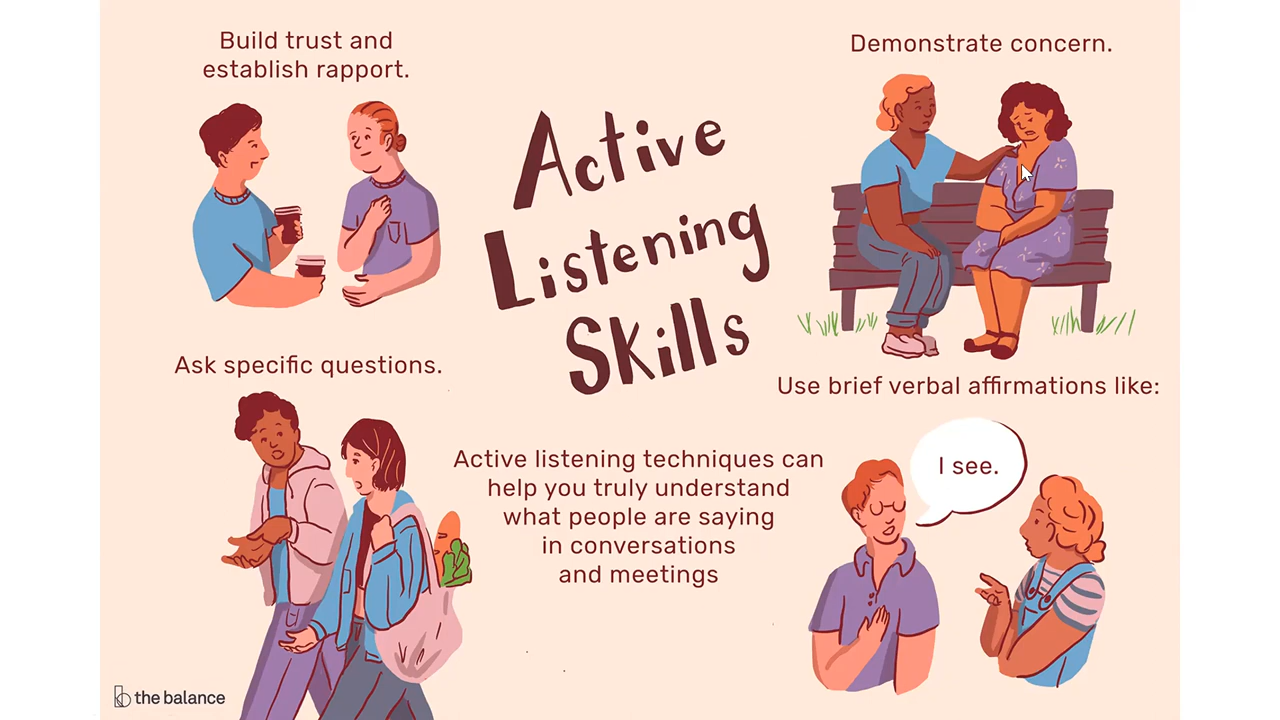 Build trust and
establish rapport.
Demonstrate concern.
Active
Listening
Skills
Ask specific questions.
Use brief verbal affirmations like:
I see.
Active listening techniques can
help you truly understand
what people are saying
in conversations
and meetings
the balance